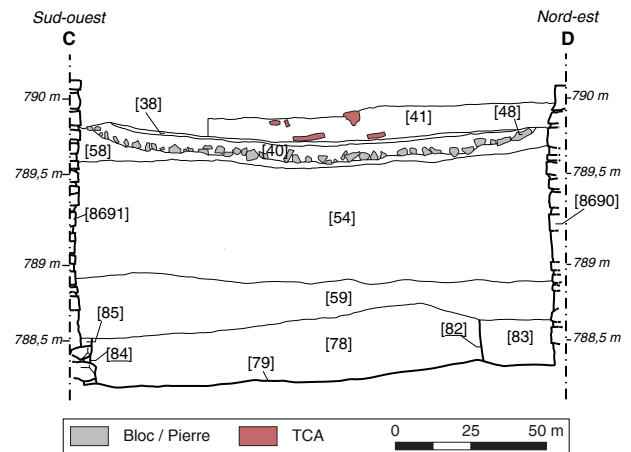 Sud-ouest
Nord-est
C
D
790 m
790 m
[38]
[41]
[48]
[58]
[40]
789,5 m
789,5 m
[8691]
[54]
[8690]
789 m
789 m
[59]
[85]
788,5 m
[78]
[82]
[83]
788,5 m
[84]
[79]
Bloc / Pierre
TCA
0
25
50 m